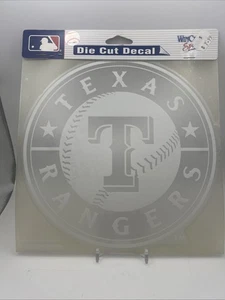 Die Cut Decal
TEXAS
T
RANGERS